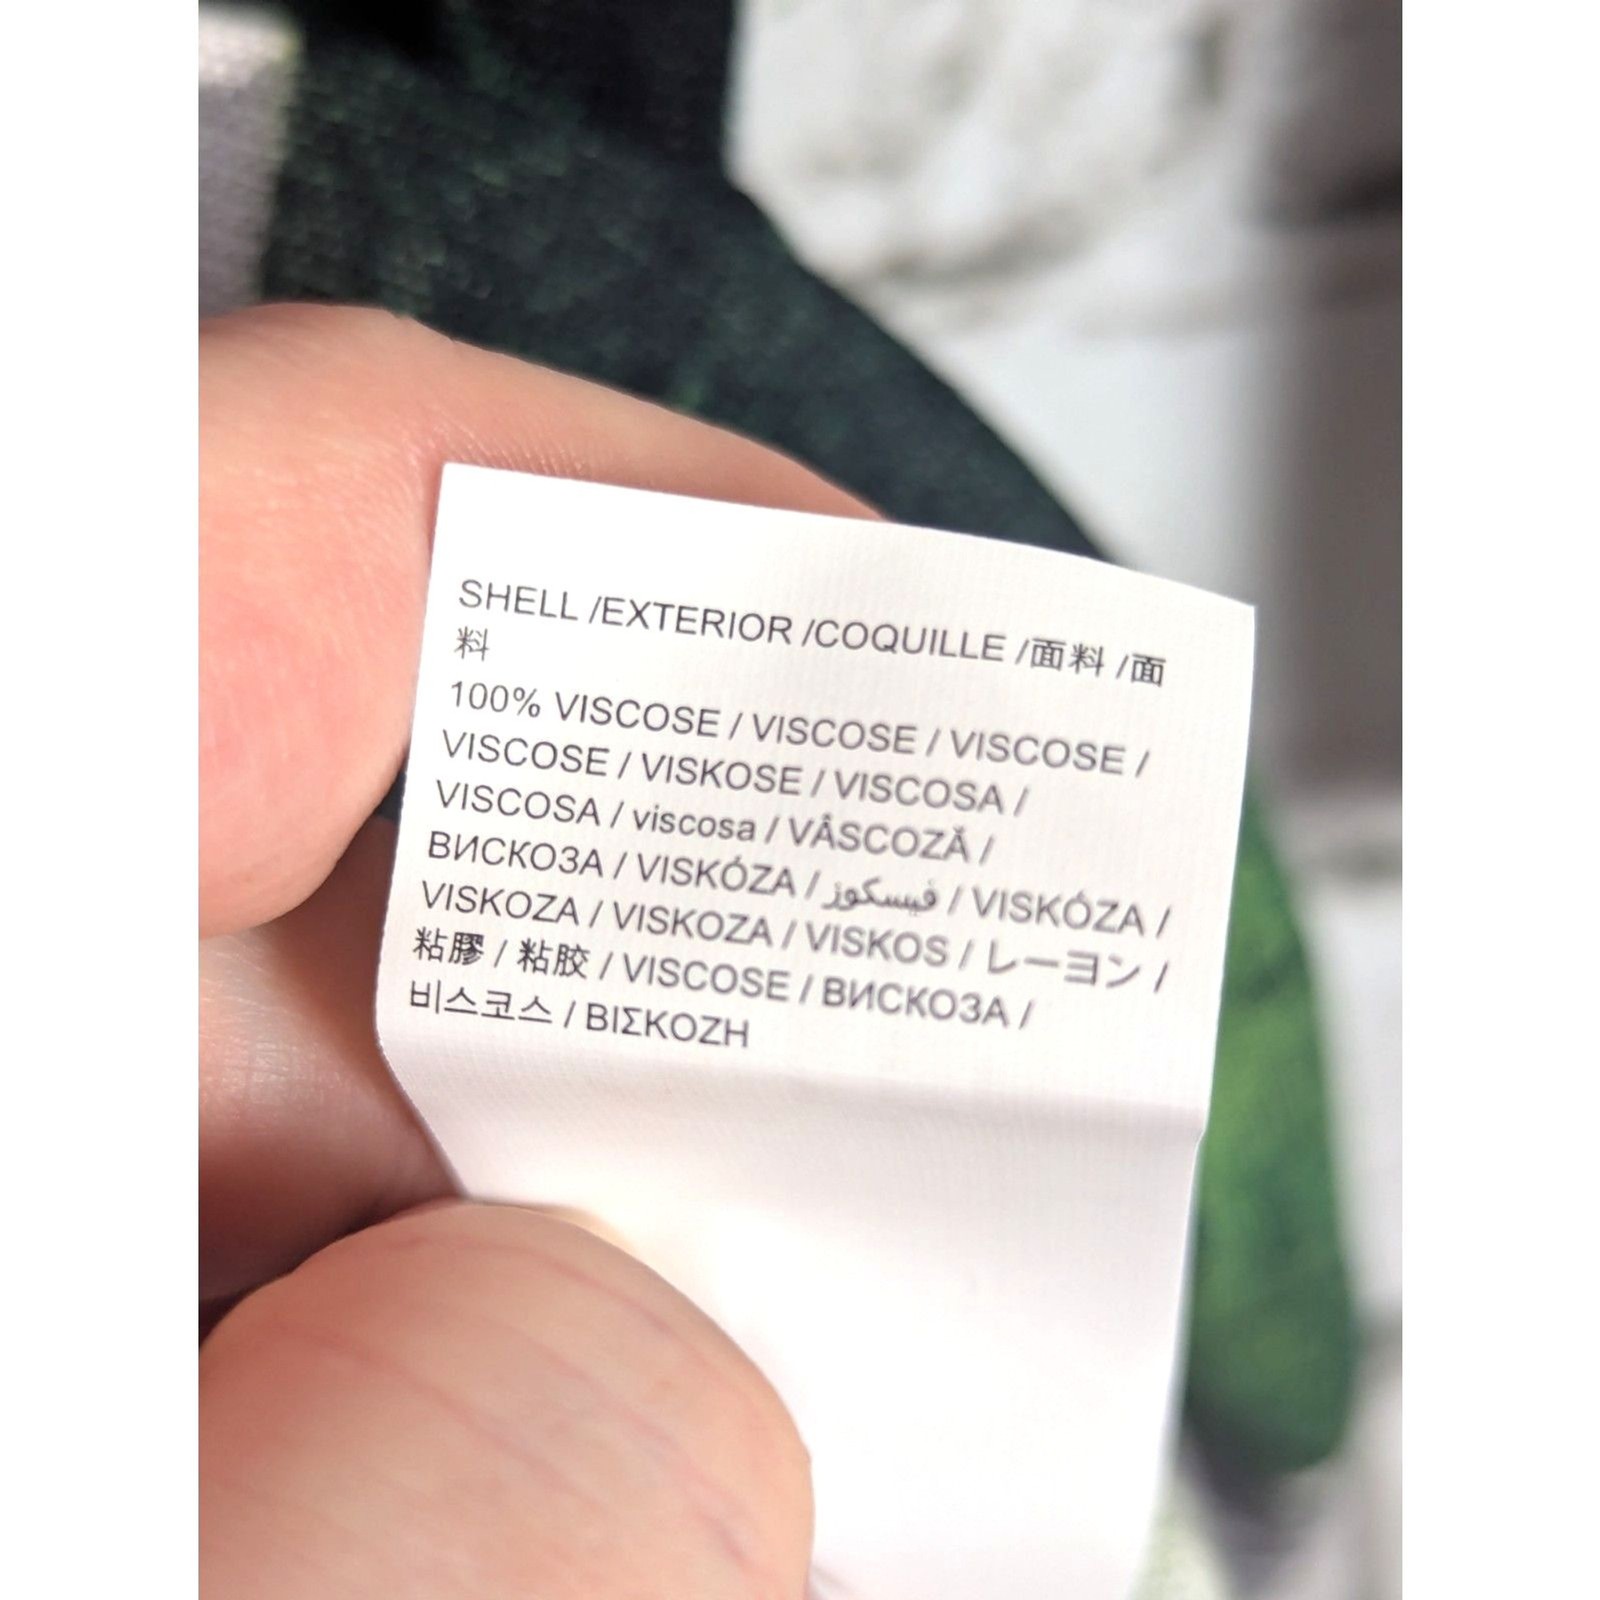 SHELL /EXTERIOR /COQUILLE /面料 /面
料
100% VISCOSE / VISCOSE / VISCOSE /
VISCOSE / VISKOSE / VISCOSA /
VISCOSA / viscosa / VÂSCOZĂ /
ВИСКОЗА / VISKÓZA / فيسكوز / VISKÓZA /
VISKOZA / VISKOZA / VISKOS / レーヨン /
粘膠 / 粘胶 / VISCOSE / ВИСКОЗА /
비스코스 / ΒΙΣΚΟΖΗ